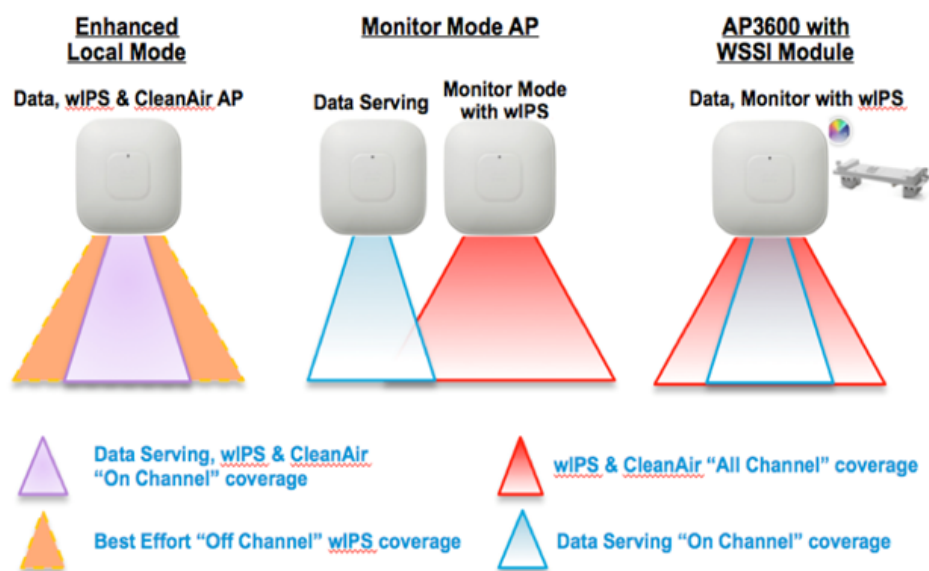 Enhanced
Local Mode
Data, wIPS & CleanAir AP
Monitor Mode AP
Data Serving
Monitor Mode
with wIPS
AP3600 with
WSSI Module
Data, Monitor with wIPS
Data Serving, wIPS & CleanAir
“On Channel” coverage
wIPS & CleanAir “All Channel” coverage
Best Effort “Off Channel” wIPS coverage
Data Serving “On Channel” coverage